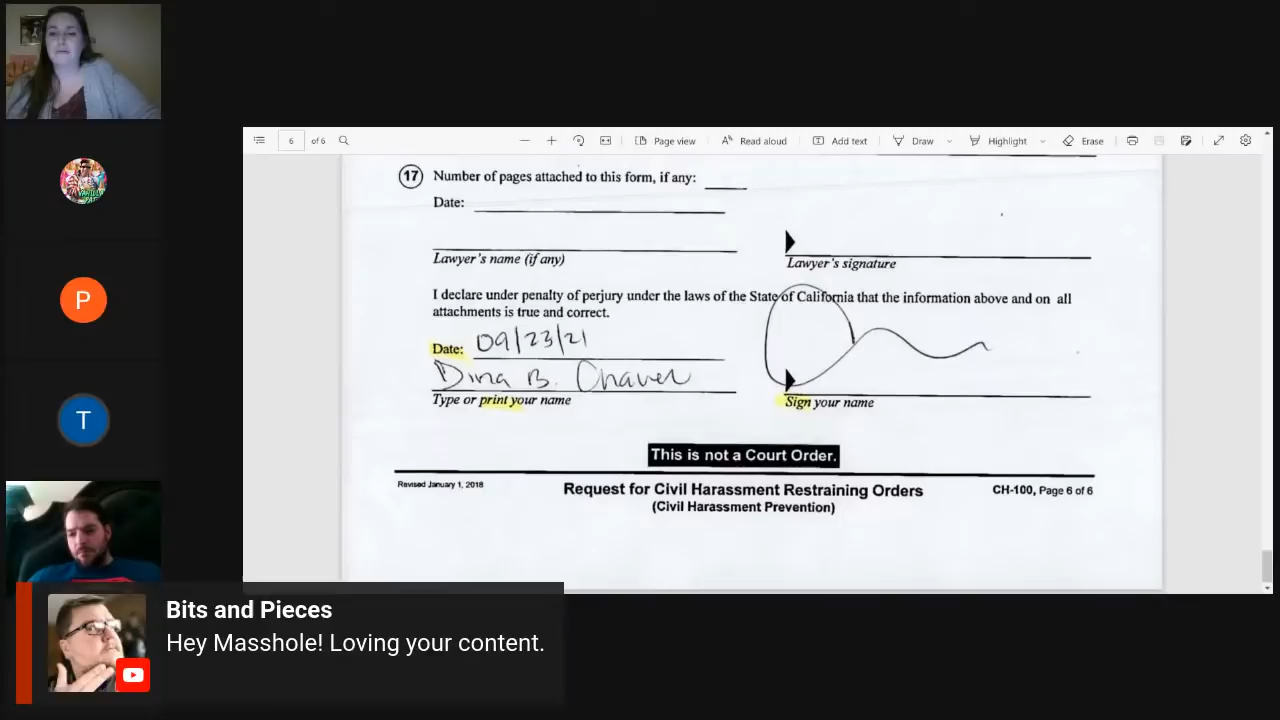 6 of 6
Page view
Read aloud
Add text
Draw
Highlight
Erase
17 Number of pages attached to this form, if any:
Date:
Lawyer's name (if any)
Lawyer's signature
I declare under penalty of perjury under the laws of the State of California that the information above and on all
attachments is true and correct.
Date: 09/23/21
Dina B. Chavez
Type or print your name
Sign your name
This is not a Court Order.
Revised January 1, 2018
Request for Civil Harassment Restraining Orders
(Civil Harassment Prevention)
CH-100, Page 6 of 6
P
T
Bits and Pieces
Hey Masshole! Loving your content.